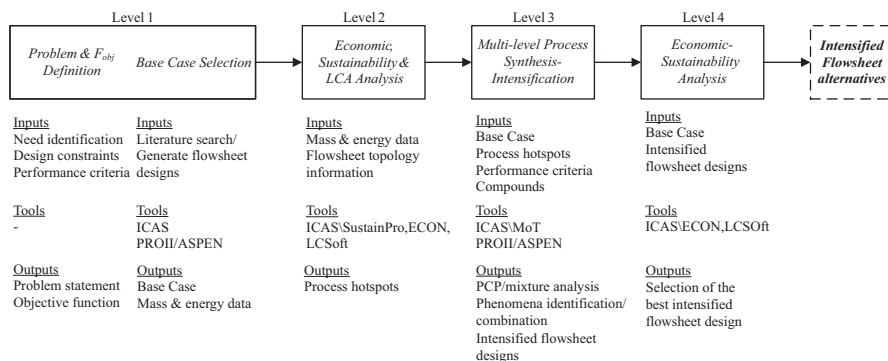 Level 1
Level 2
Level 3
Level 4
Problem & Fobj
Definition
Base Case Selection
Economic,
Sustainability &
LCA Analysis
Multi-level Process
Synthesis-
Intensification
Economic-
Sustainability
Analysis
Intensified
Flowsheet
alternatives
Inputs
Need identification
Design constraints
Performance criteria
Inputs
Literature search/
Generate flowsheet
designs
Inputs
Mass & energy data
Flowsheet topology
information
Inputs
Base Case
Process hotspots
Performance criteria
Compounds
Inputs
Base Case
Intensified
flowsheet designs
Tools
-
Tools
ICAS
PROII/ASPEN
Tools
ICAS\SustainPro,ECON,
LCSoft
Tools
ICAS\MoT
PROII/ASPEN
Tools
ICAS\ECON,LCSOft
Outputs
Problem statement
Objective function
Outputs
Base Case
Mass & energy data
Outputs
Process hotspots
Outputs
PCP/mixture analysis
Phenomena identification/
combination
Intensified flowsheet
designs
Outputs
Selection of the
best intensified
flowsheet design